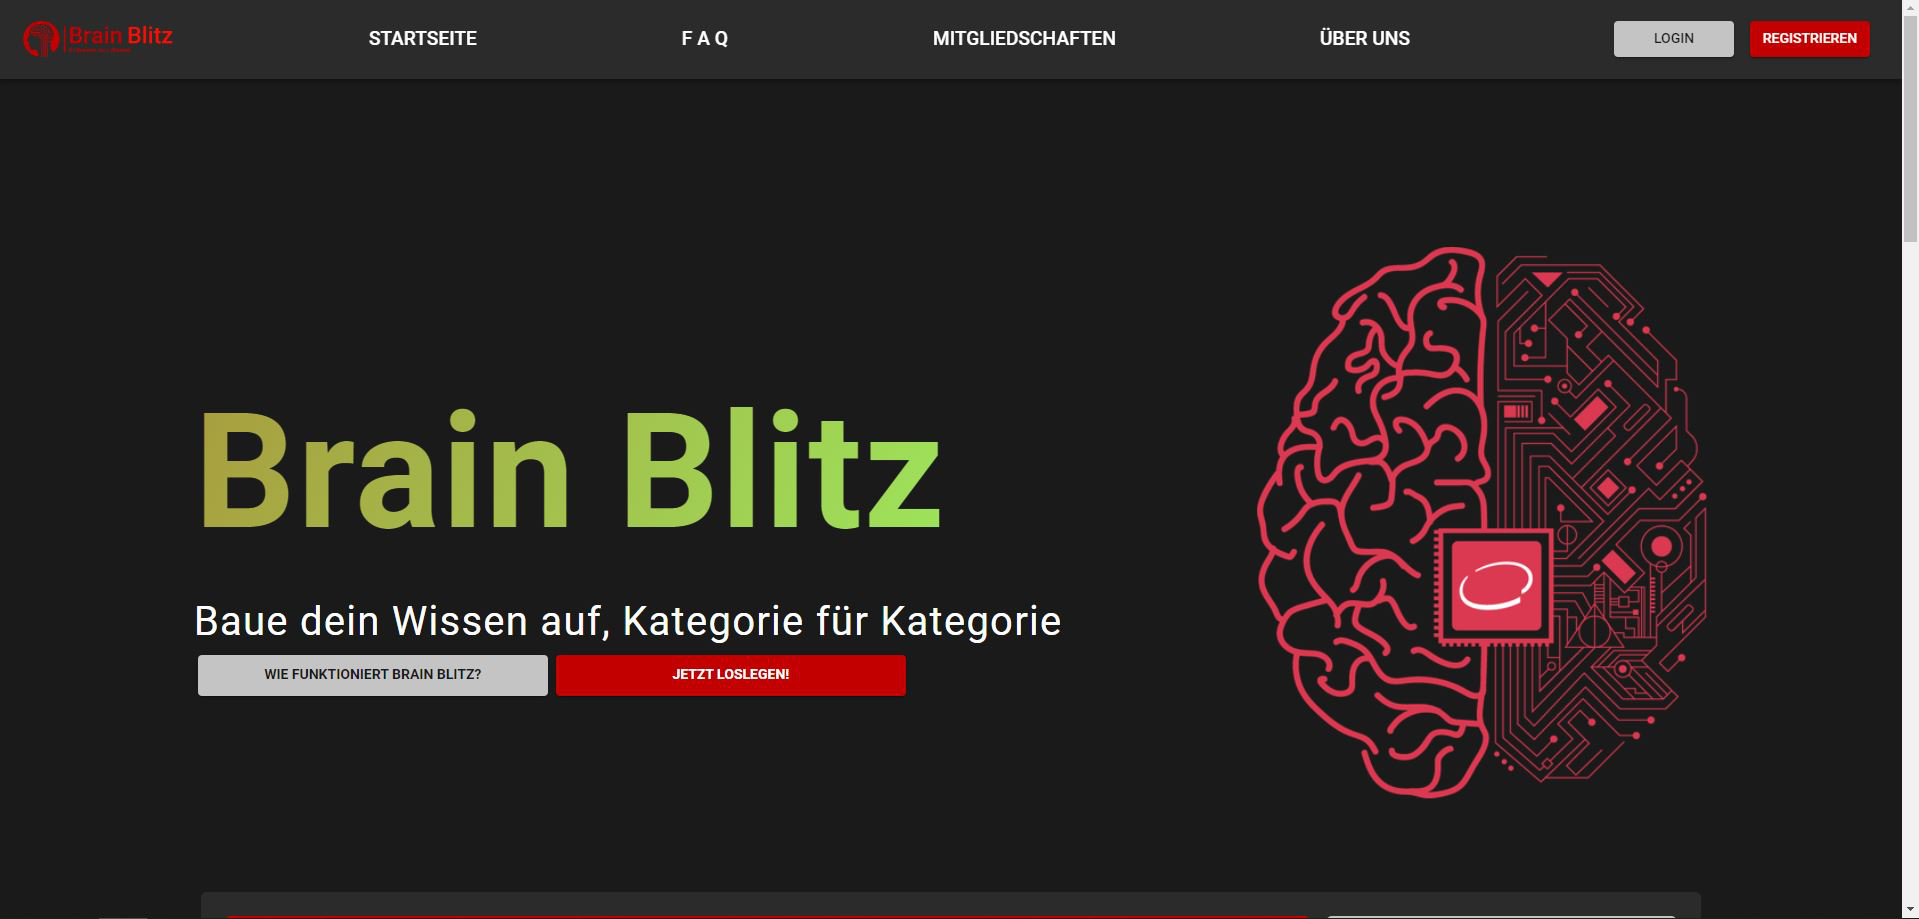 Brain Blitz
STARTSEITE
F A Q
MITGLIEDSCHAFTEN
ÜBER UNS
LOGIN
REGISTRIEREN
Brain Blitz
Baue dein Wissen auf, Kategorie für Kategorie
WIE FUNKTIONIERT BRAIN BLITZ?
JETZT LOSLEGEN!